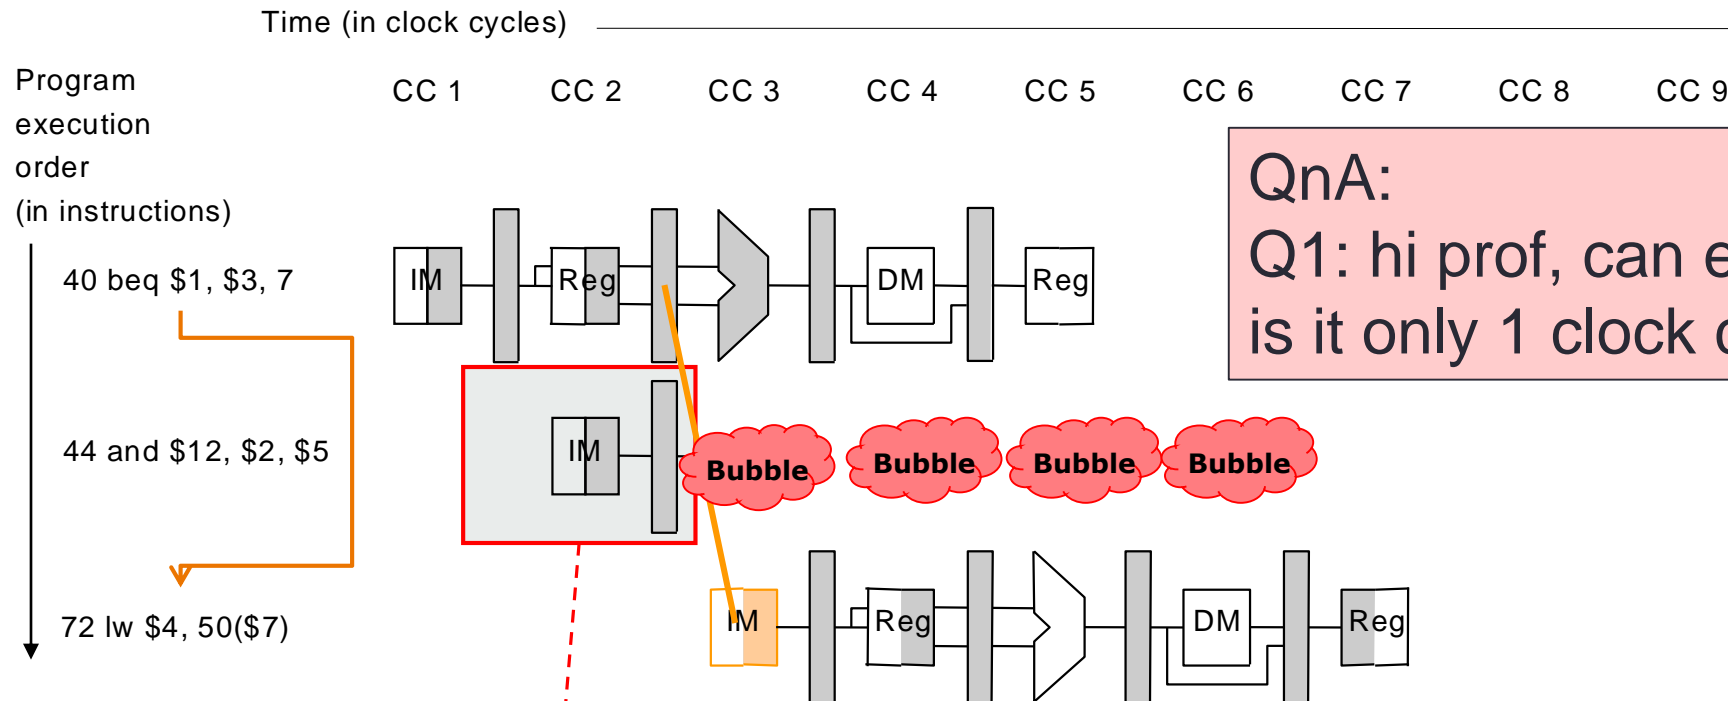 Time (in clock cycles)
Program
execution
order
(in instructions)
CC 1 CC 2 CC 3 CC 4 CC 5 CC 6 CC 7 CC 8 CC 9
QnA:
Q1: hi prof, can
is it only 1 clock
40 beq $1, $3, 7
IM Reg DM Reg
44 and $12, $2, $5
IM Bubble Bubble Bubble Bubble
72 lw $4, 50($7)
IM Reg DM Reg